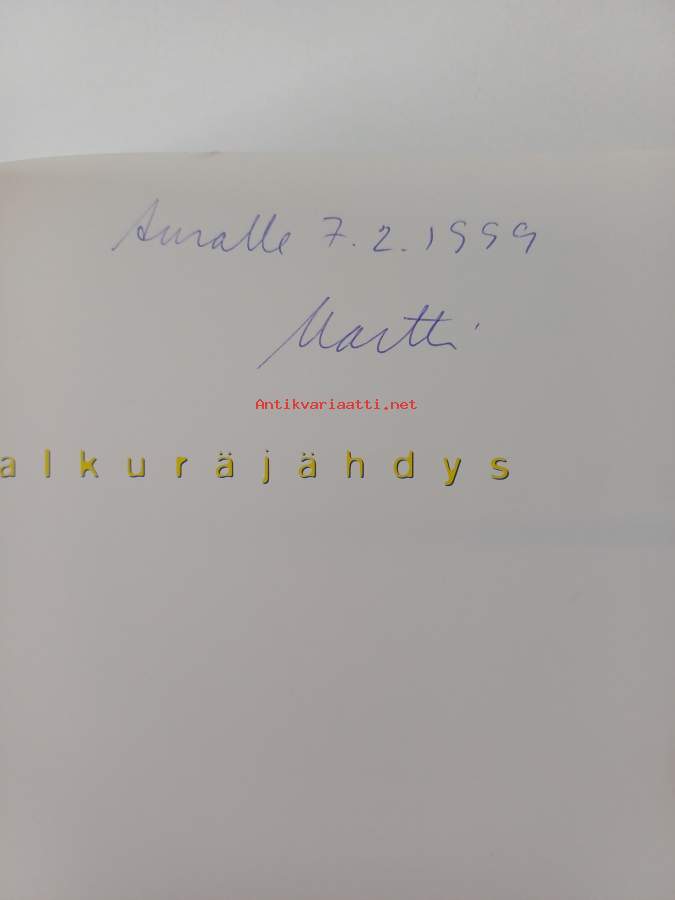 Auralle 7.2.1999
Martti
Antikvariaatti.net
alkuräjähdys